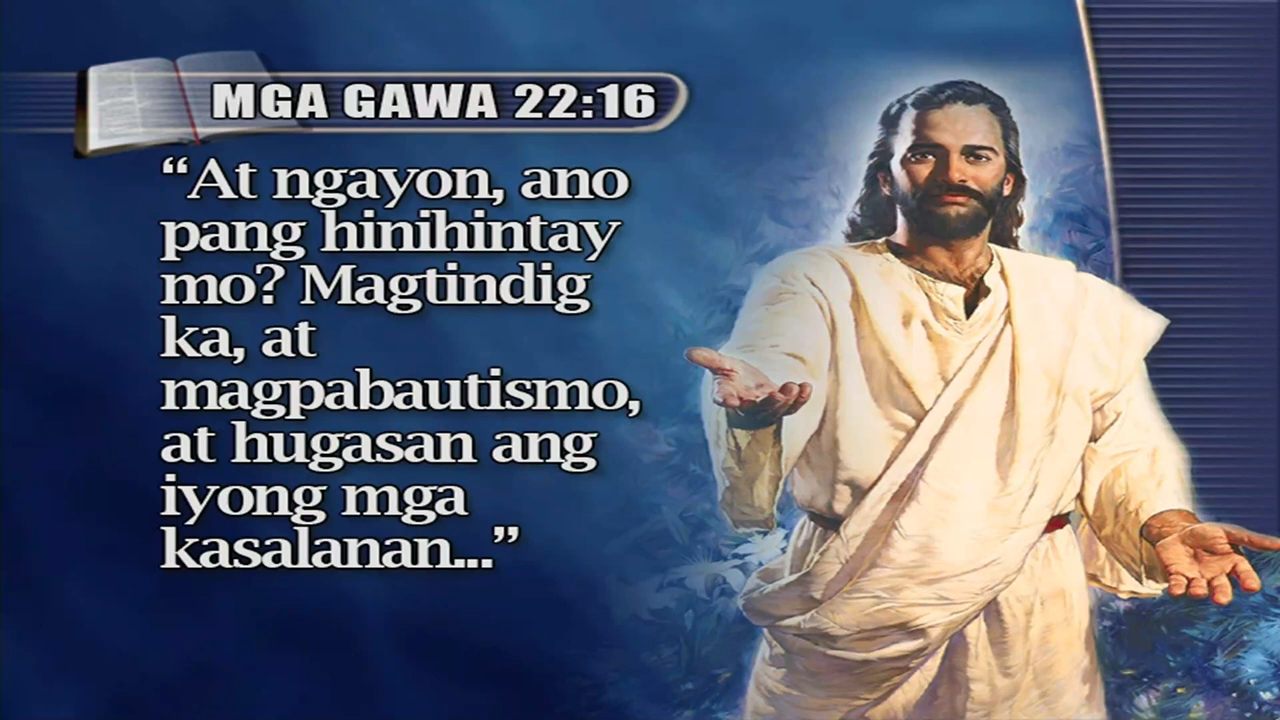 MGA GAWA 22:16
“At ngayon, ano
pang hinihintay
mo? Magtindig
ka, at
magpabautismo,
at hugasan ang
iyong mga
kasalanan...”